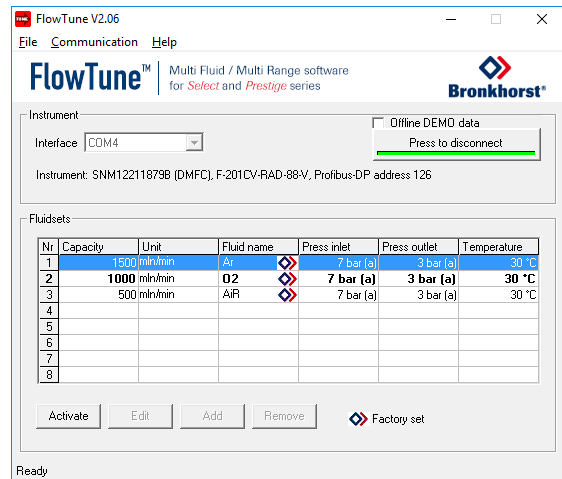 FlowTune V2.06
File Communication Help
FlowTune™ Multi Fluid / Multi Range software
for Select and Prestige series
Bronkhorst®
Instrument
Offline DEMO data
Interface COM4 Press to disconnect
Instrument: SNM12211879B (DMFC), F-201CV-RAD-88-V, Profibus-DP address 126
Fluidsets
Nr Capacity Unit Fluid name Press inlet Press outlet Temperature
1 1500 mln/min Ar 7 bar (a) 3 bar (a) 30 °C
2 1000 mln/min O2 7 bar (a) 3 bar (a) 30 °C
3 500 mln/min AiR 7 bar (a) 3 bar (a) 30 °C
4
5
6
7
8
Activate Edit Add Remove Factory set
Ready